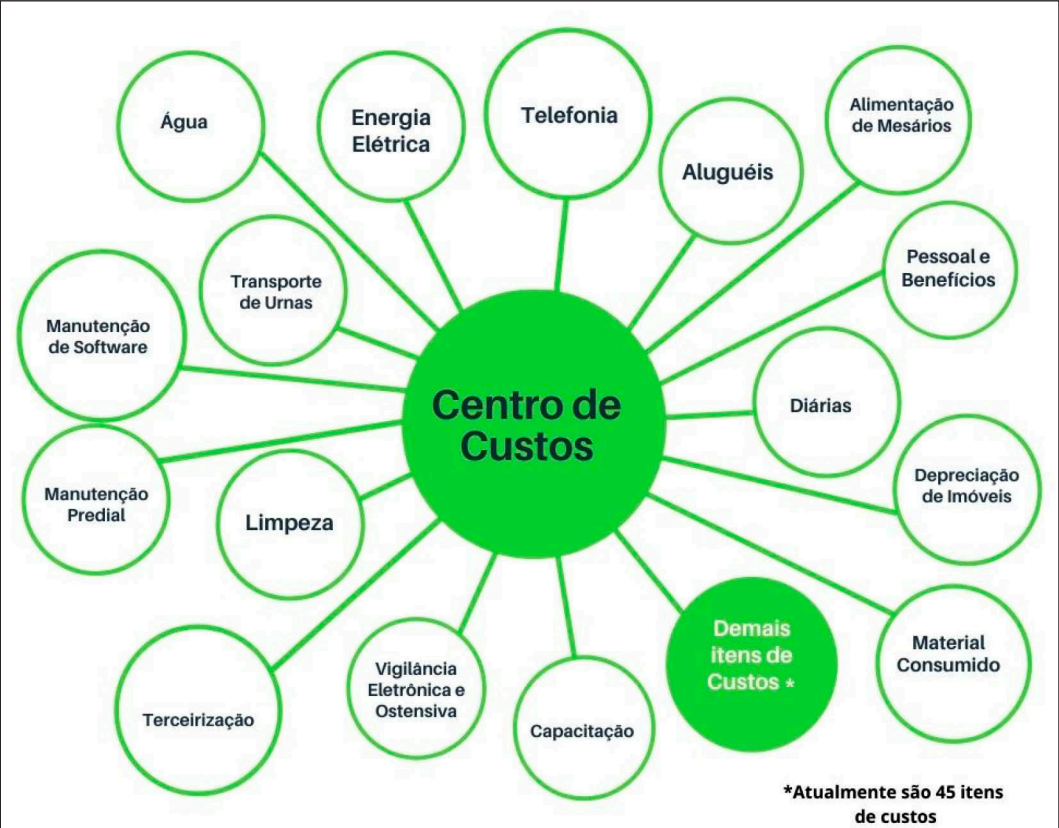 Água
Energia
Elétrica
Telefonia
Aluguéis
Alimentação
de Mesários
Transporte
de Urnas
Pessoal e
Benefícios
Manutenção
de Software
Centro de
Custos
Diárias
Manutenção
Predial
Limpeza
Depreciação
de Imóveis
Terceirização
Vigilância
Eletrônica e
Ostensiva
Capacitação
Demais
itens de
Custos *
Material
Consumido
*Atualmente são 45 itens
de custos